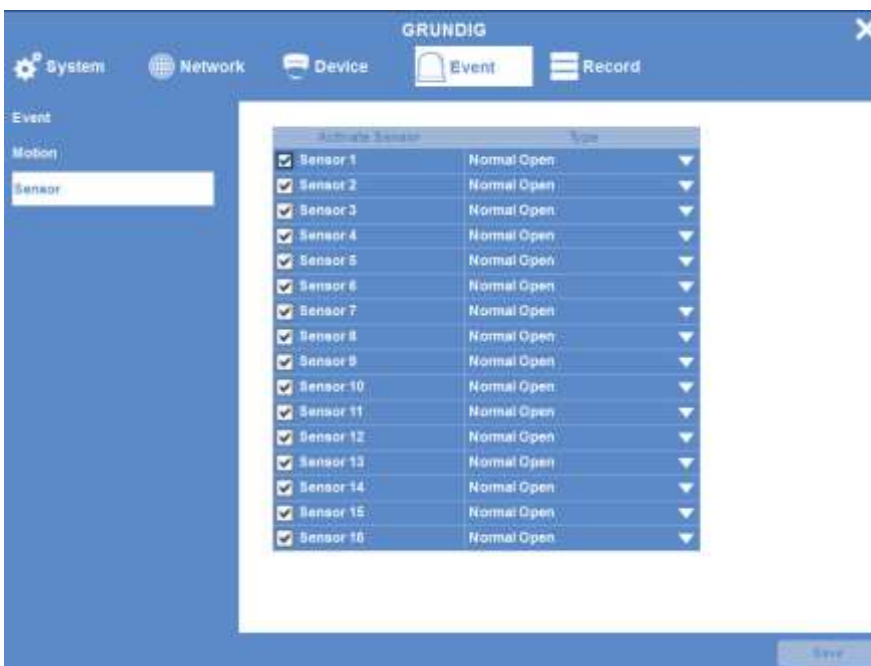 GRUNDIG
System Network Device Event Record
Event
Motion
Sensor
Activate Sensor Type
Sensor 1 Normal Open
Sensor 2 Normal Open
Sensor 3 Normal Open
Sensor 4 Normal Open
Sensor 5 Normal Open
Sensor 6 Normal Open
Sensor 7 Normal Open
Sensor 8 Normal Open
Sensor 9 Normal Open
Sensor 10 Normal Open
Sensor 11 Normal Open
Sensor 12 Normal Open
Sensor 13 Normal Open
Sensor 14 Normal Open
Sensor 15 Normal Open
Sensor 16 Normal Open
Save